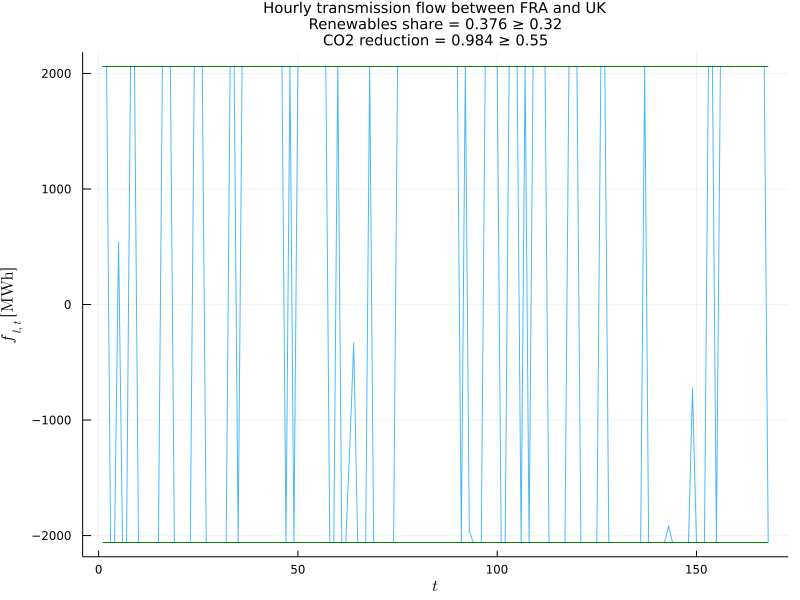 Hourly transmission flow between FRA and UK
Renewables share = 0.376 ≥ 0.32
CO2 reduction = 0.984 ≥ 0.55
2000
1000
0
−1000
−2000
f l,t [MWh]
0
50
100
150
t